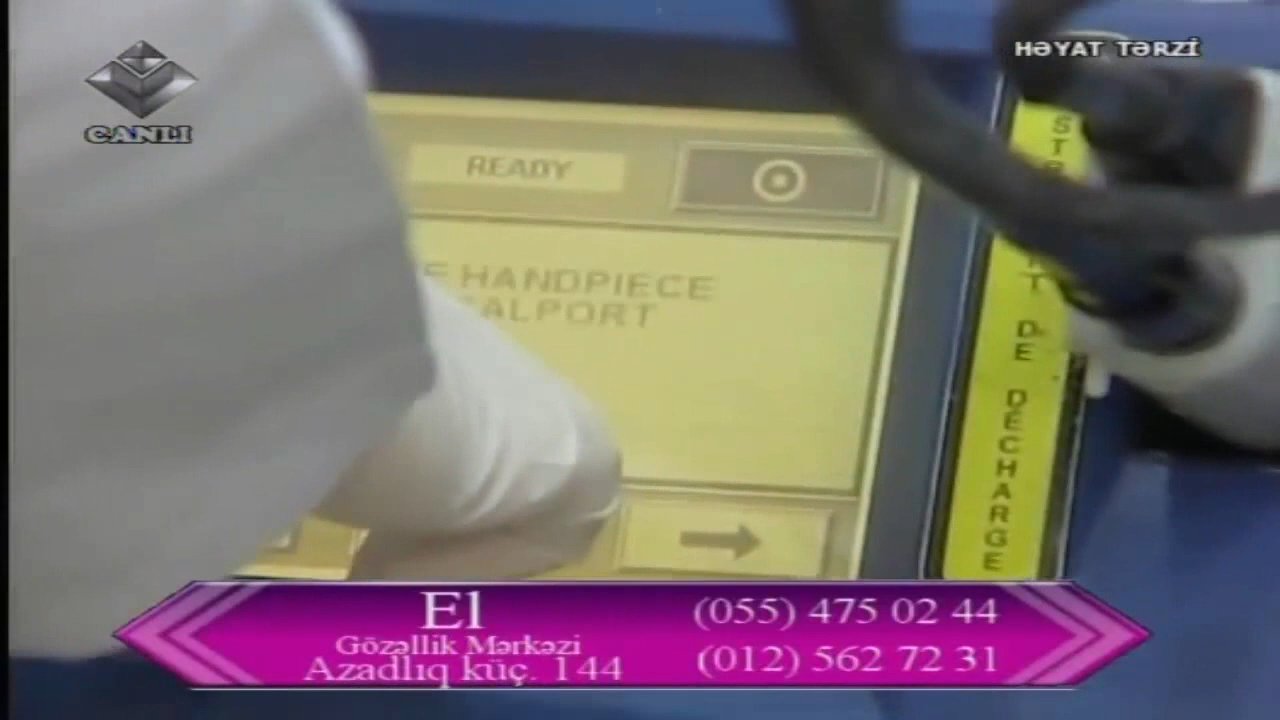 CANLI
HƏYAT TƏRZİ
READY
HANDPIECE
DE DECHARGE
El
Gözəllik Mərkəzi
Azadlıq küç. 144
(055) 475 02 44
(012) 562 72 31